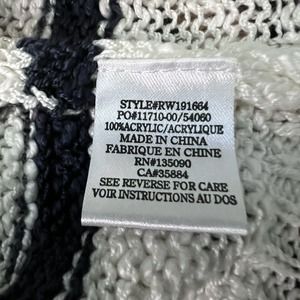 STYLE#RW191664
PO#11710-00/54060
100%ACRYLIC/ACRYLIQUE
MADE IN CHINA
FABRIQUE EN CHINE
RN#135090
CA#35884
SEE REVERSE FOR CARE
VOIR INSTRUCTIONS AU DOS